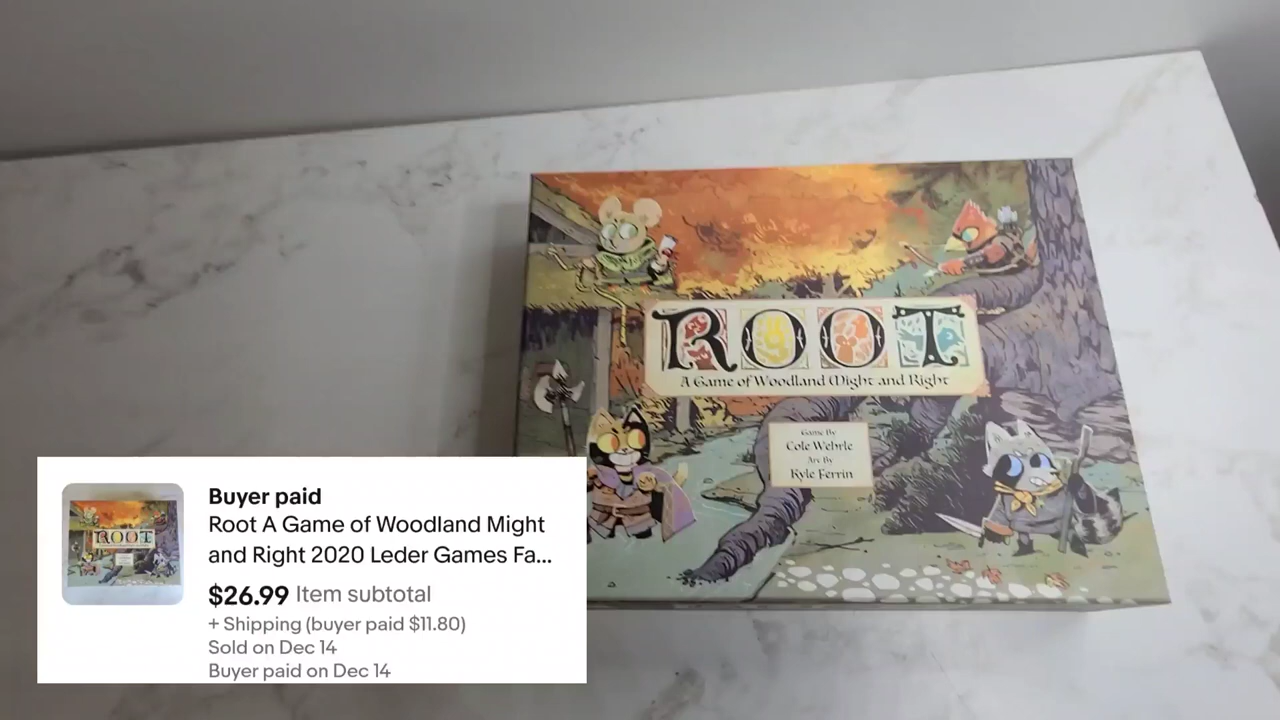 ROOT
A Game of Woodland Might and Right
Game By
Cole Wehrle
Art By
Kyle Ferrin
Buyer paid
Root A Game of Woodland Might
and Right 2020 Leder Games Fa...
$26.99 Item subtotal
+ Shipping (buyer paid $11.80)
Sold on Dec 14
Buyer paid on Dec 14
ROOT